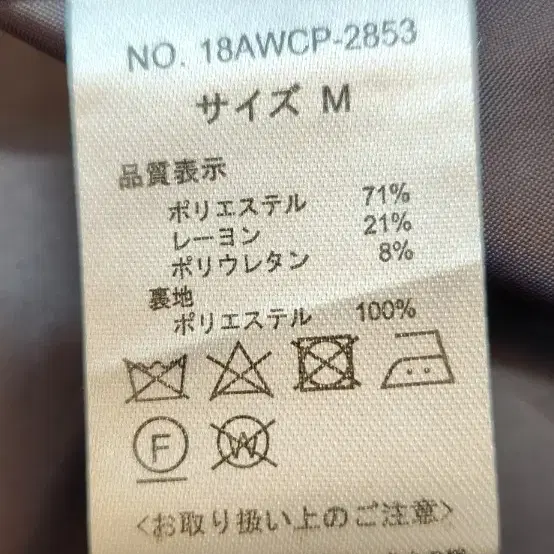 NO. 18AWCP-2853
サイズ M
品質表示
ポリエステル 71%
レーヨン 21%
ポリウレタン 8%
裏地
ポリエステル 100%
F W
<お取り扱い上のご注意>